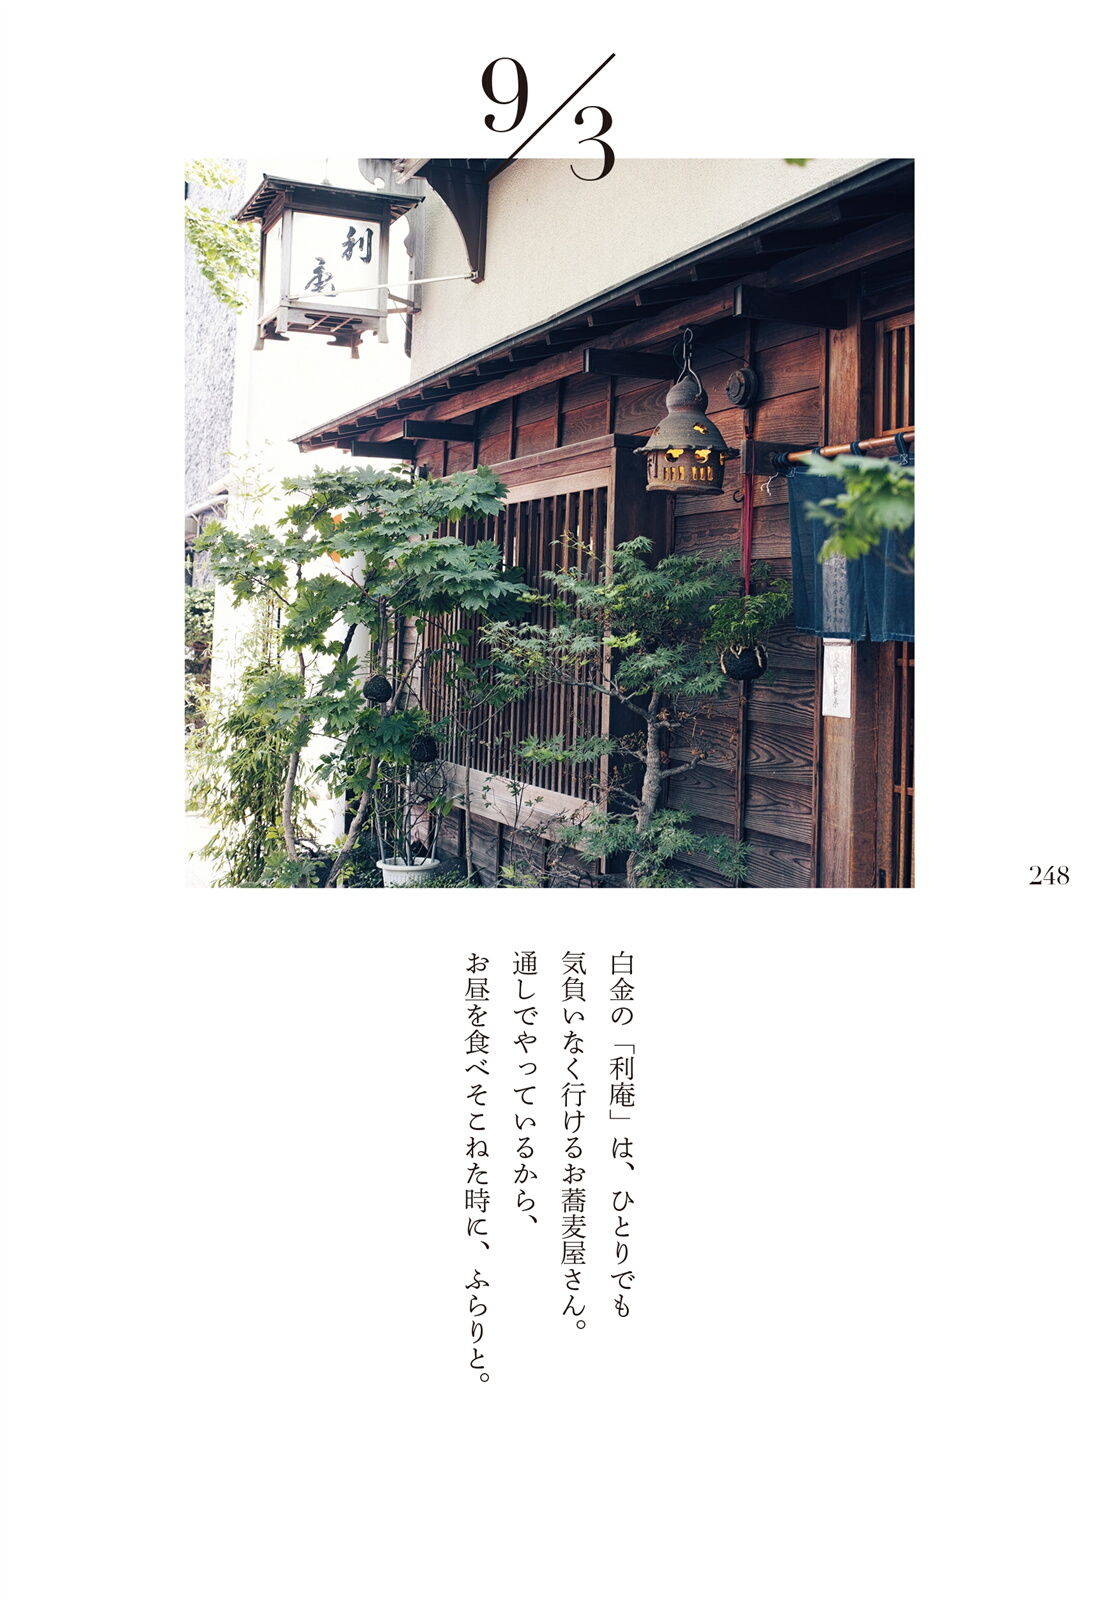 9/3
利庵
248
白金の「利庵」は、ひとりでも
気負いなく行けるお蕎麦屋さん。
通しでやっているから、
お昼を食べそこねた時に、ふらりと。